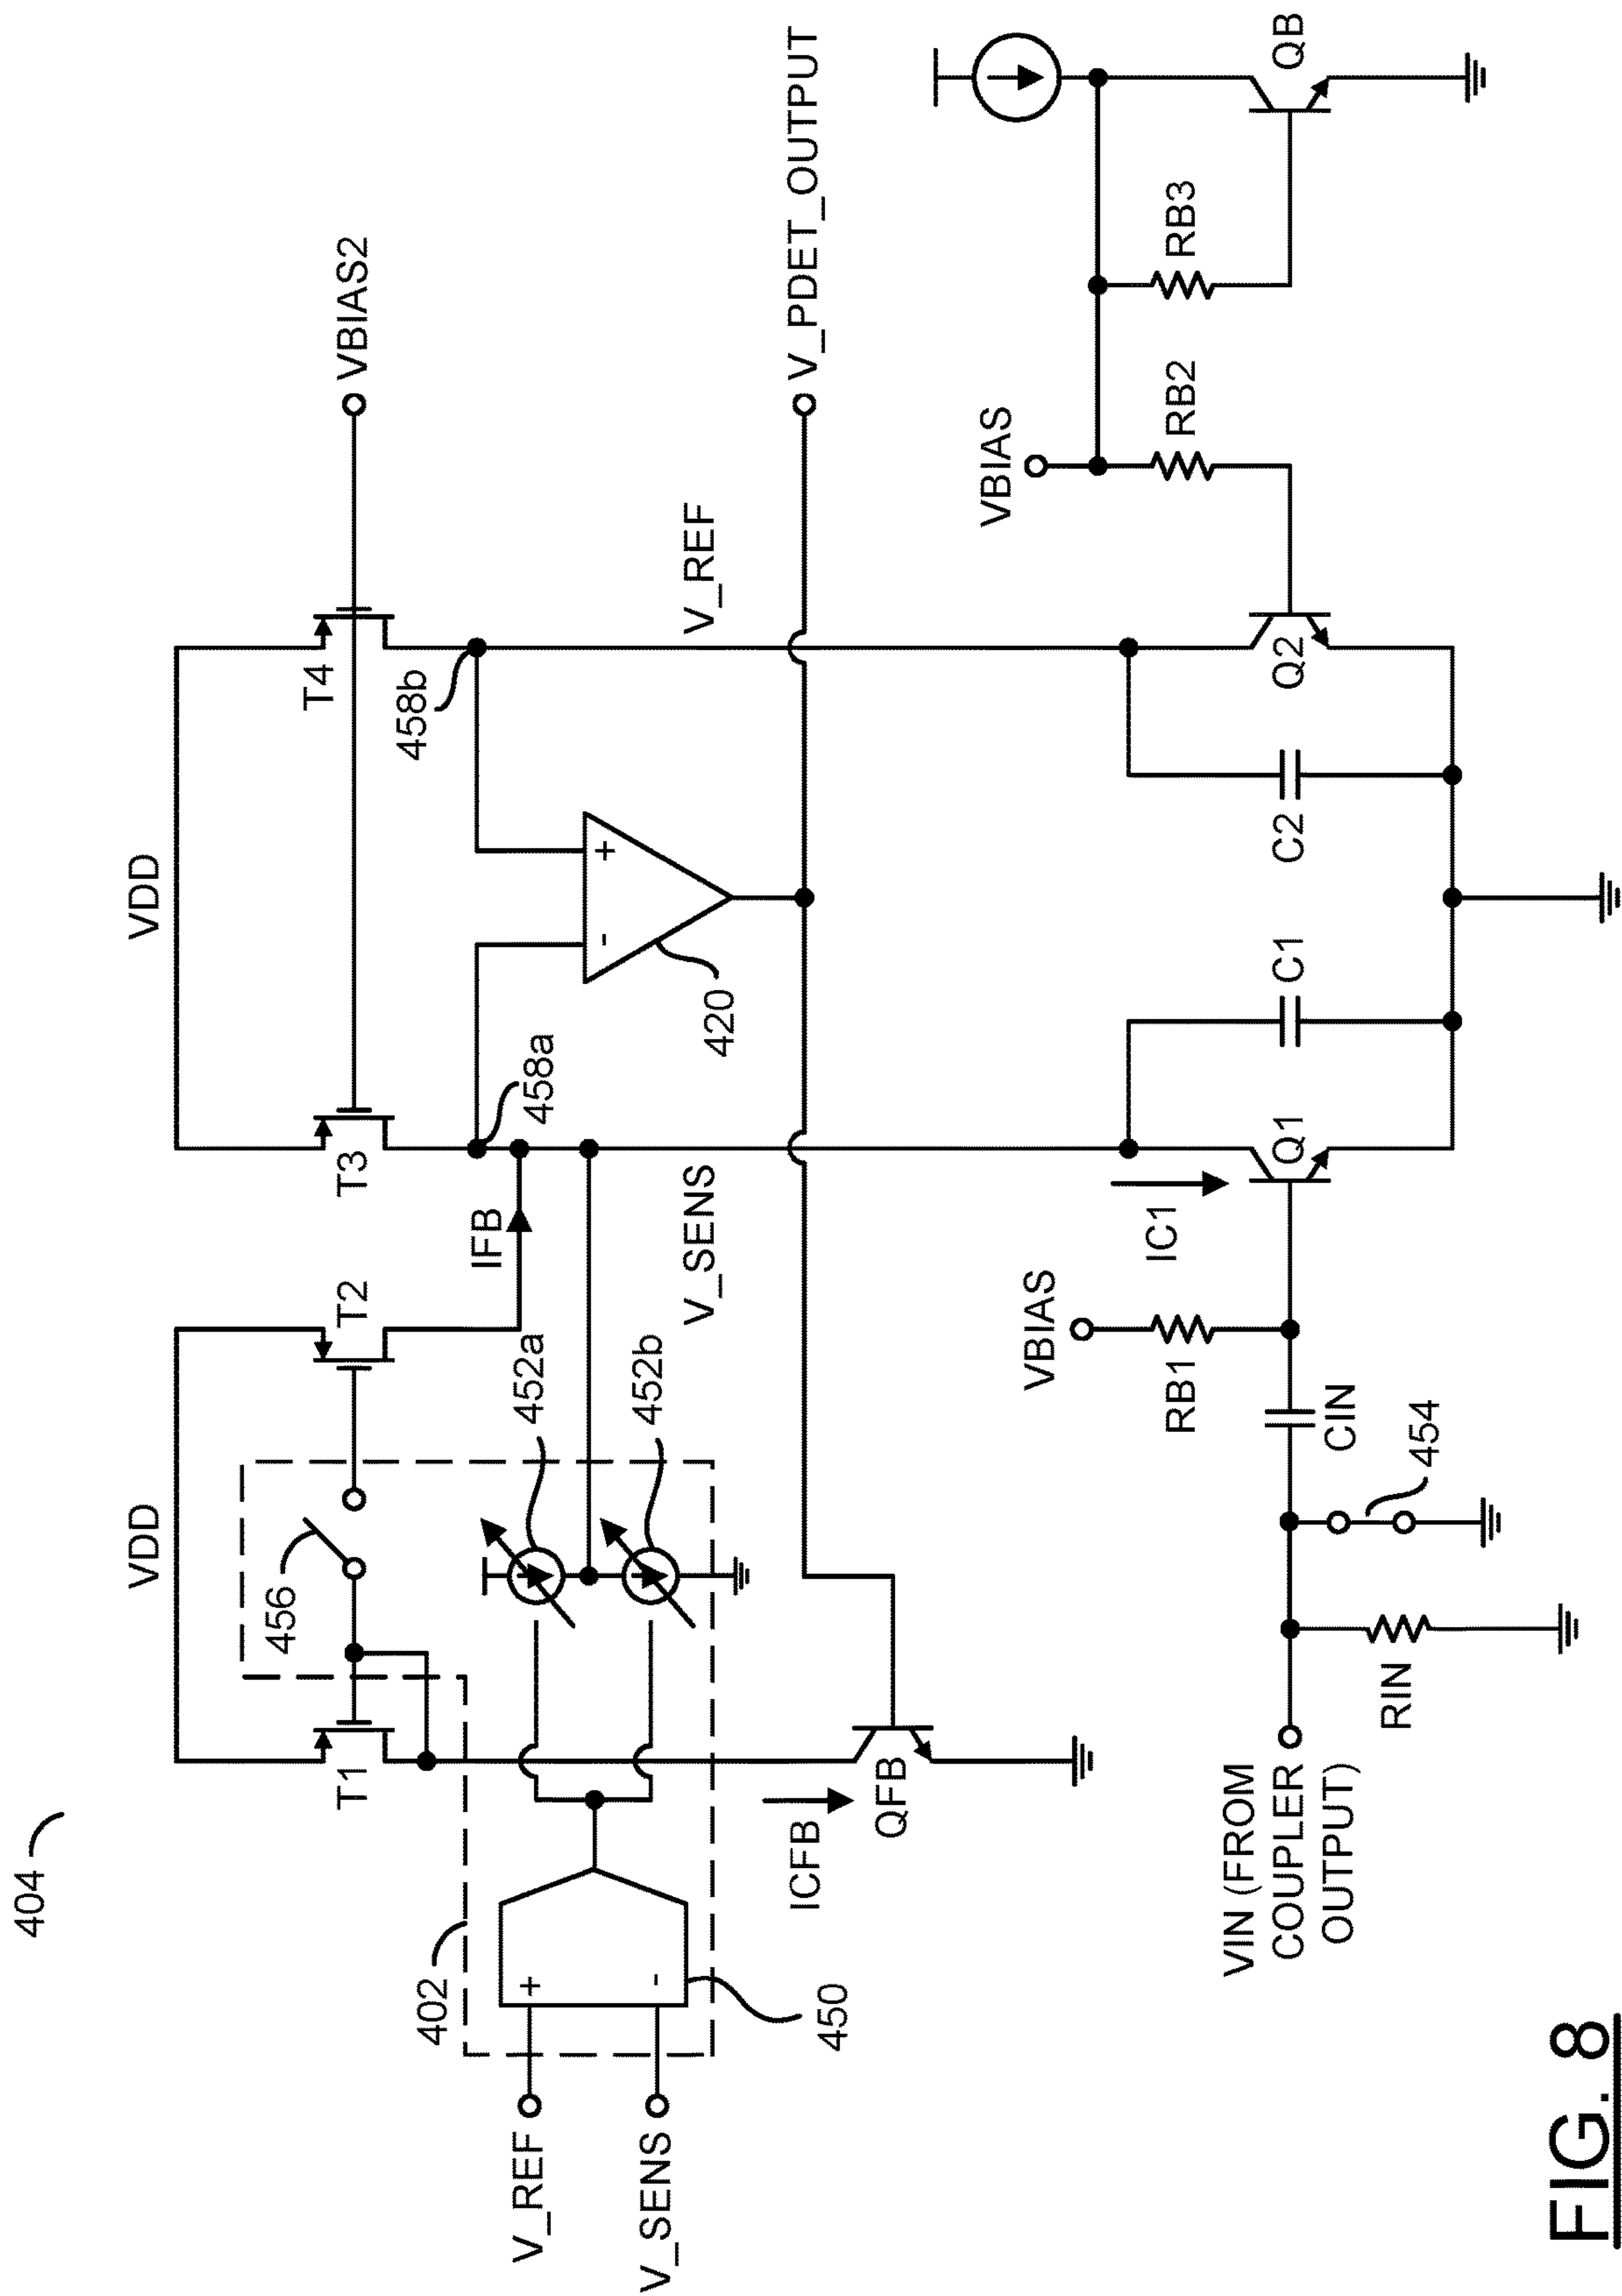 404
VDD
VDD
T1
456
T2
T3
T4
VBIAS2
IFB
458a
458b
402
V_REF
V_SENS
+
-
450
452a
452b
-
+
420
V_SENS
V_REF
V_PDET_OUTPUT
ICFB
QFB
VBIAS
RB1
IC1
Q1
C1
C2
Q2
VBIAS
RB2
RB3
QB
VIN (FROM
COUPLER
OUTPUT)
RIN
454
CIN
FIG. 8